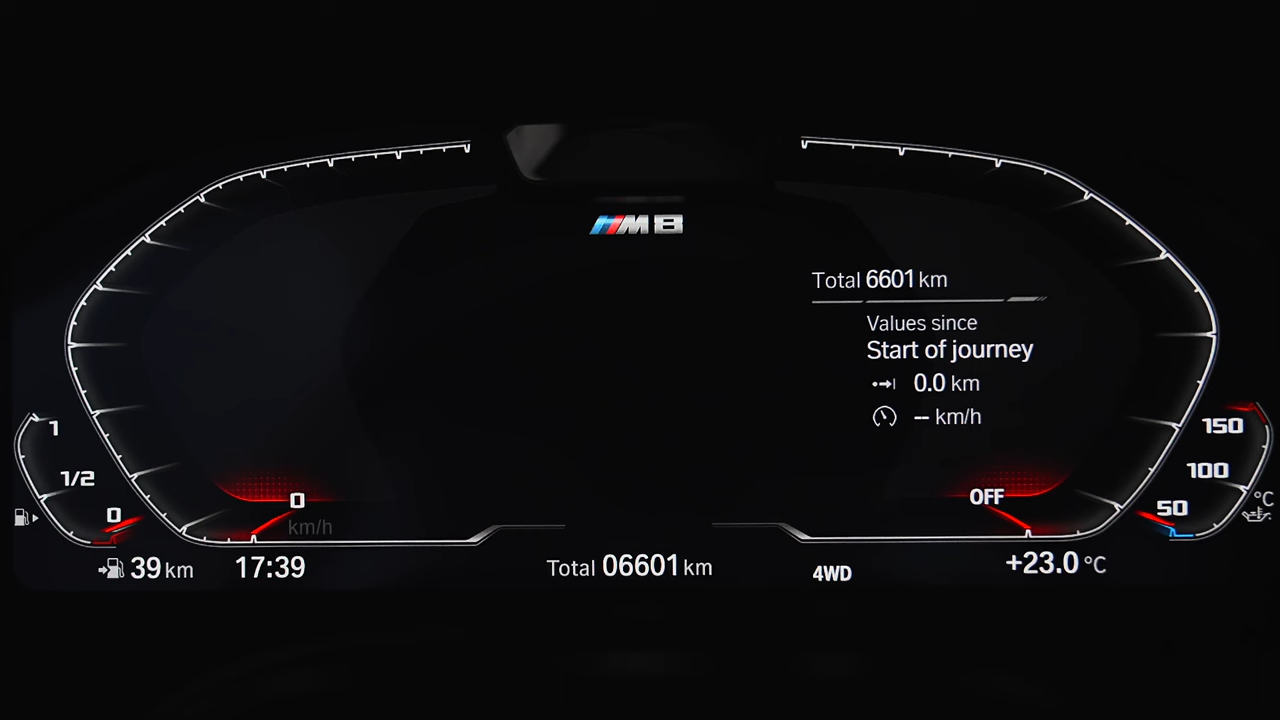 M8
Total 6601 km
Values since
Start of journey
0.0 km
-- km/h
1
1/2
0
0
km/h
OFF
150
100
50
°C
39 km
17:39
Total 06601 km
4WD
+23.0 °C